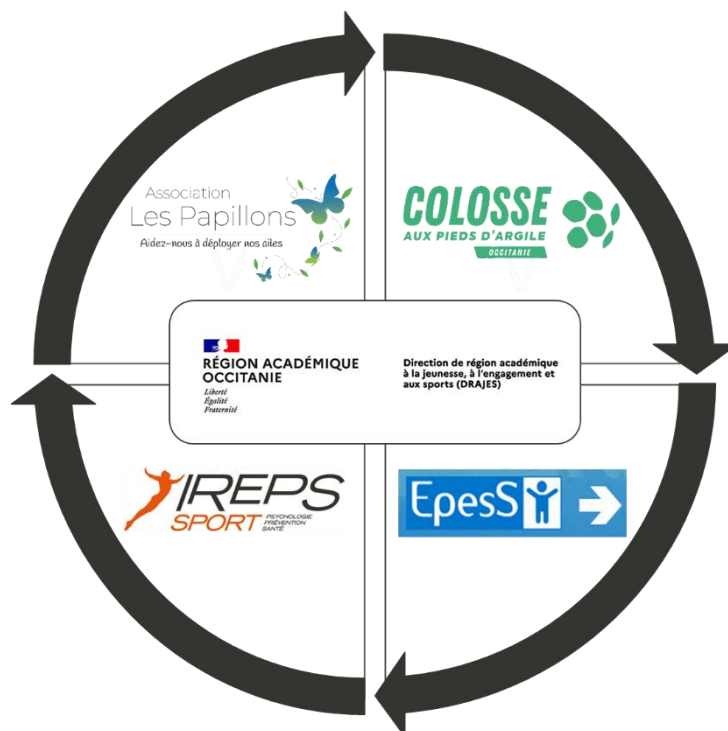 Association
Les Papillons
Aidez-nous à déployer nos ailes
COLOSSE
AUX PIEDS D'ARGILE
OCCITANIE
RÉGION ACADÉMIQUE
OCCITANIE
Liberté
Égalité
Fraternité
Direction de région académique
à la jeunesse, à l'engagement et
aux sports (DRAJES)
IREPS
SPORT
PSYCHOLOGIE
PRÉVENTION
SANTÉ
EpesS